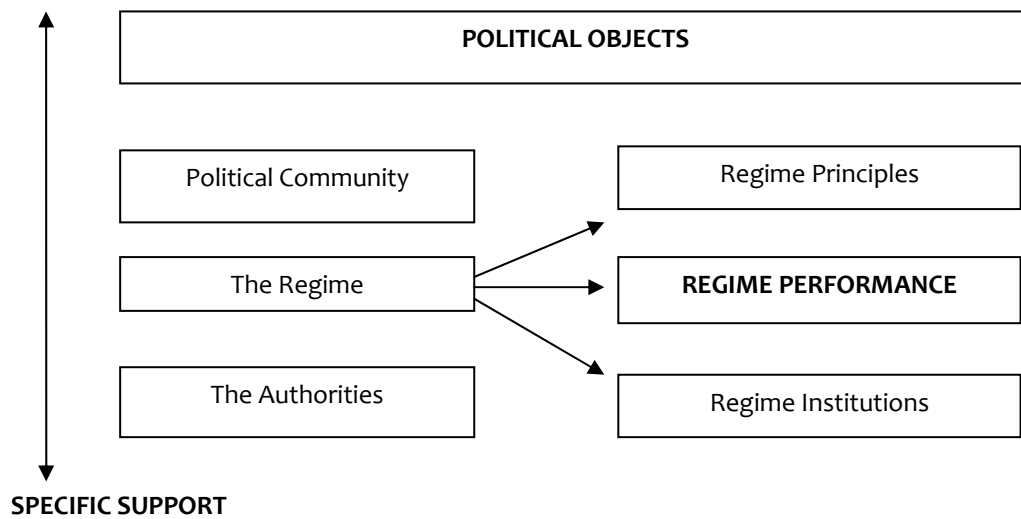 POLITICAL OBJECTS
Political Community
Regime Principles
The Regime
REGIME PERFORMANCE
The Authorities
Regime Institutions
SPECIFIC SUPPORT